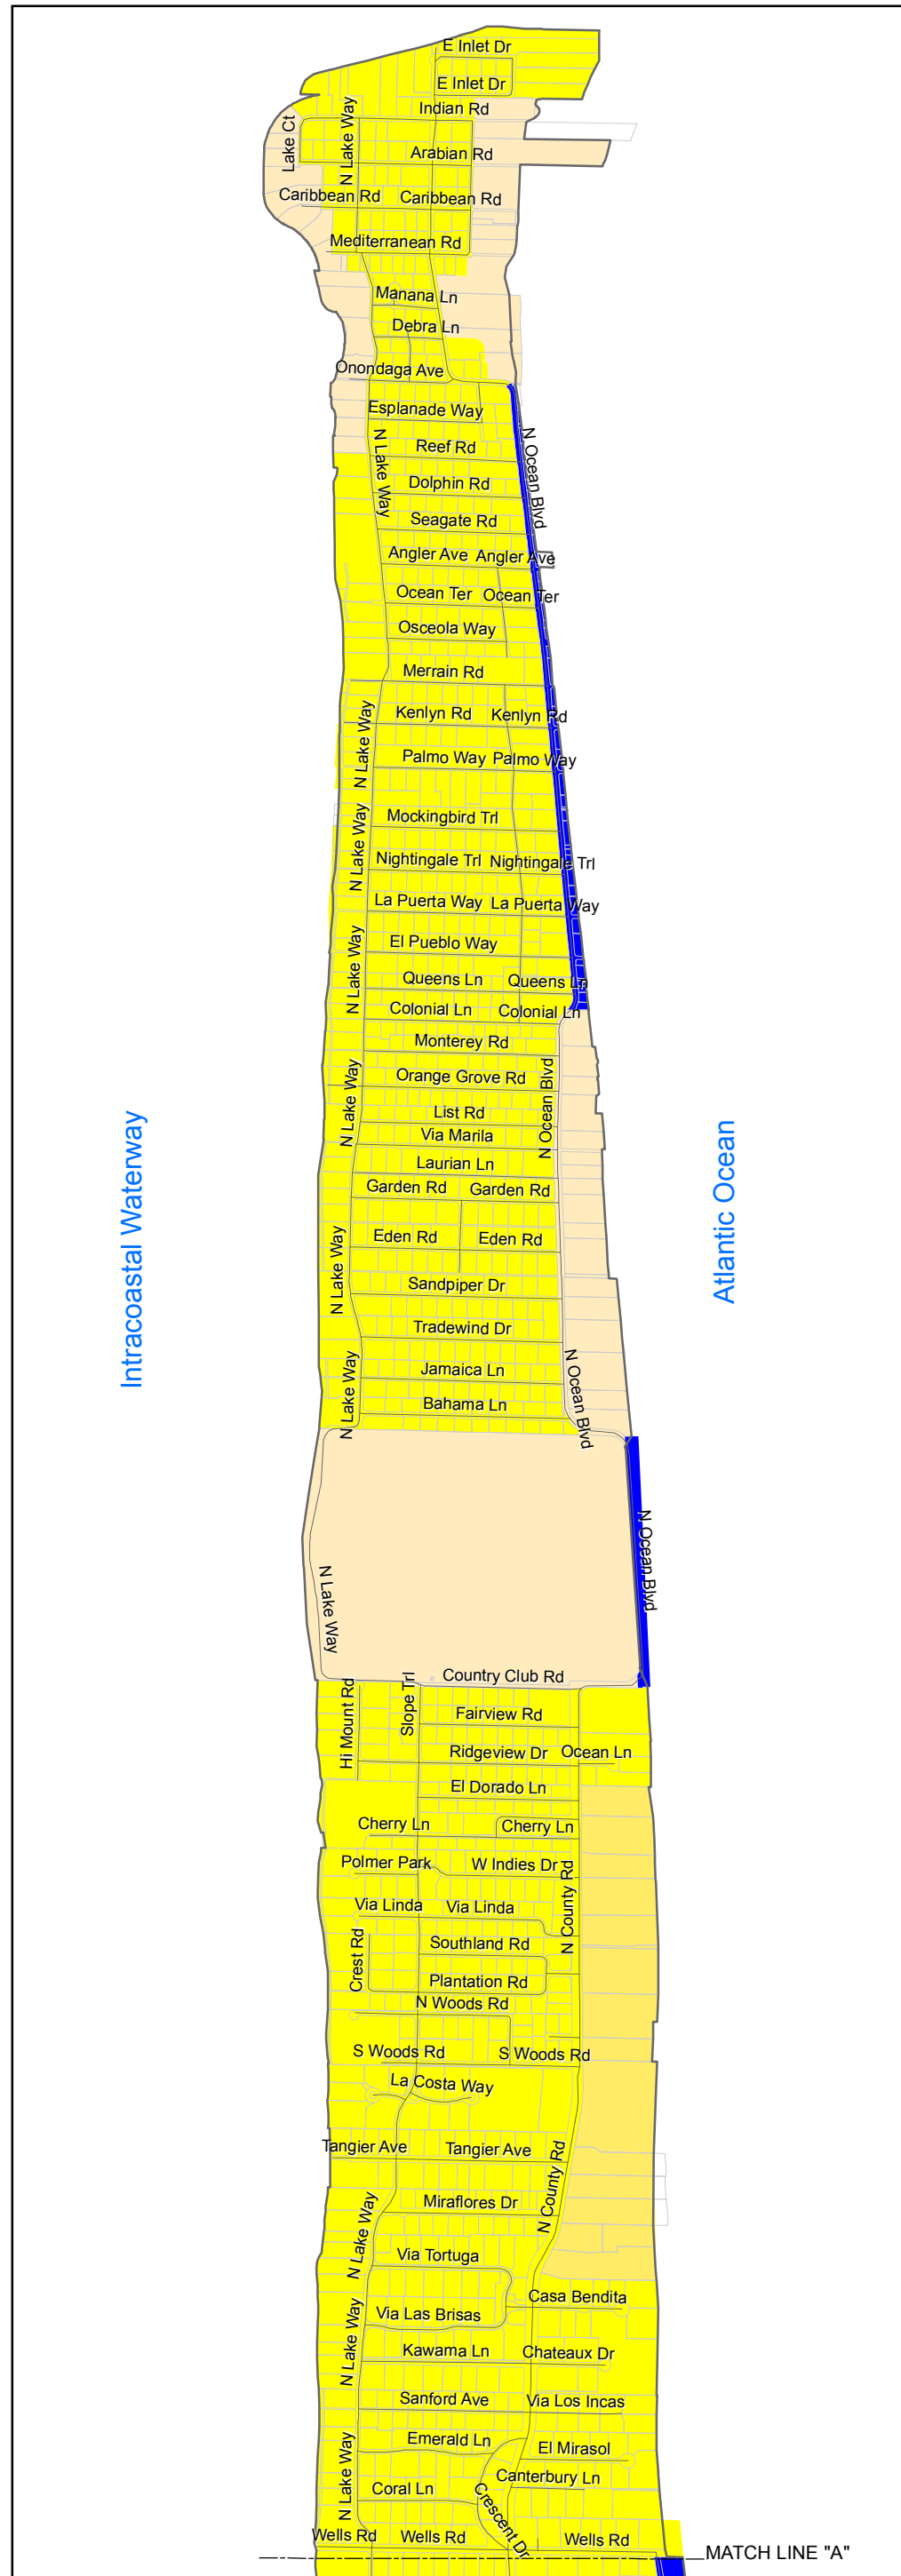 E Inlet Dr
E Inlet Dr
Indian Rd
Lake Ct
N Lake Way
Arabian Rd
Caribbean Rd
Caribbean Rd
Mediterranean Rd
Manana Ln
Debra Ln
Onondaga Ave
Esplanade Way
N Lake Way
N Ocean Blvd
Reef Rd
Dolphin Rd
Seagate Rd
Angler Ave
Angler Ave
Ocean Ter
Ocean Ter
Osceola Way
Merrain Rd
Kenlyn Rd
Kenlyn Rd
N Lake Way
Palmo Way
Palmo Way
Mockingbird Trl
N Lake Way
Nightingale Trl
Nightingale Trl
La Puerta Way
La Puerta Way
El Pueblo Way
N Lake Way
Queens Ln
Queens Ln
Colonial Ln
Colonial Ln
Monterey Rd
Orange Grove Rd
N Ocean Blvd
N Lake Way
List Rd
Via Marila
Laurian Ln
Garden Rd
Garden Rd
Intracoastal Waterway
Atlantic Ocean
Eden Rd
Eden Rd
N Lake Way
Sandpiper Dr
Tradewind Dr
Jamaica Ln
N Lake Way
N Ocean Blvd
Bahama Ln
N Ocean Blvd
N Lake Way
Country Club Rd
Hi Mount Rd
Slope Trl
Fairview Rd
Ridgeview Dr
Ocean Ln
El Dorado Ln
Cherry Ln
Cherry Ln
Polmer Park
W Indies Dr
N County Rd
Via Linda
Via Linda
Southland Rd
Crest Rd
Plantation Rd
N Woods Rd
S Woods Rd
S Woods Rd
La Costa Way
Tangier Ave
Tangier Ave
N County Rd
Miraflores Dr
N Lake Way
Via Tortuga
Casa Bendita
Via Las Brisas
N Lake Way
Kawama Ln
Chateaux Dr
Sanford Ave
Via Los Incas
Emerald Ln
El Mirasol
N Lake Way
Canterbury Ln
Coral Ln
Crescent Dr
Wells Rd
Wells Rd
Wells Rd
MATCH LINE "A"